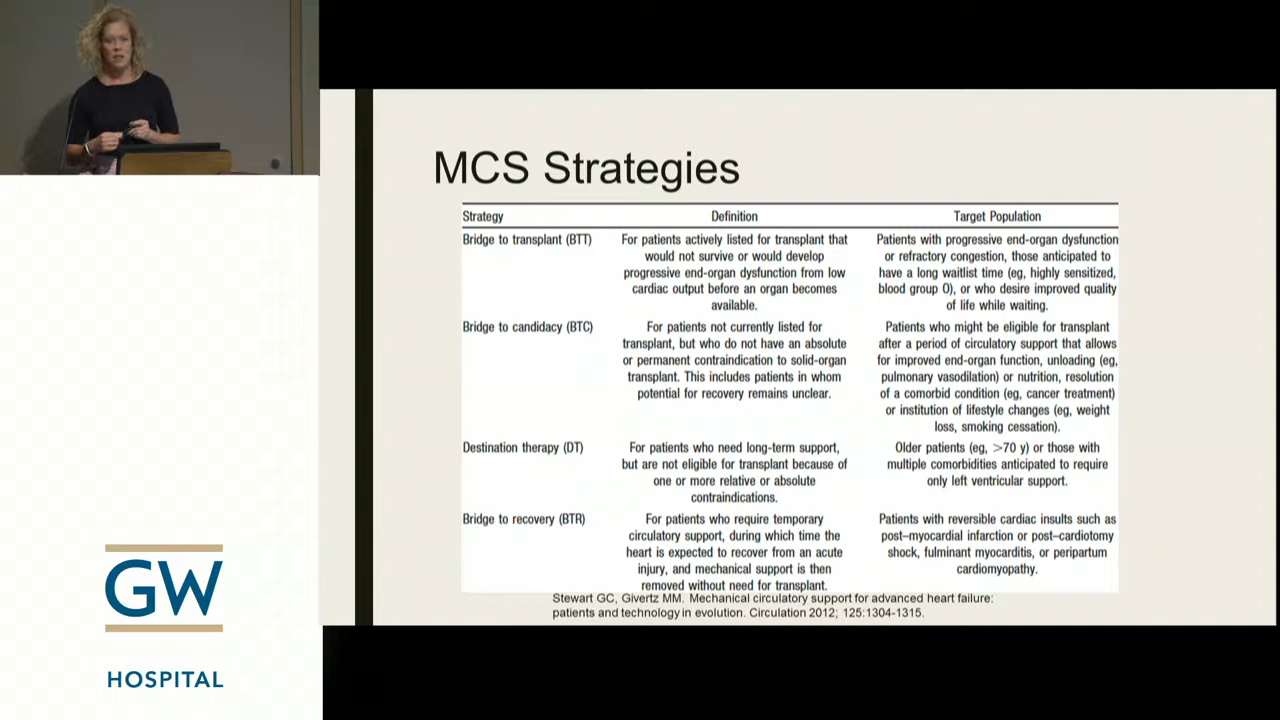 MCS Strategies
Strategy Definition Target Population
Bridge to transplant (BTT)
For patients actively listed for transplant that
would not survive or would develop
progressive end-organ dysfunction from low
cardiac output before an organ becomes
available.
Patients with progressive end-organ dysfunction
or refractory congestion, those anticipated to
have a long waitlist time (eg, highly sensitized,
blood group O), or who desire improved quality
of life while waiting.
Bridge to candidacy (BTC)
For patients not currently listed for
transplant, but who do not have an absolute
or permanent contraindication to solid-organ
transplant. This includes patients in whom
potential for recovery remains unclear.
Patients who might be eligible for transplant
after a period of circulatory support that allows
for improved end-organ function, unloading (eg,
pulmonary vasodilation) or nutrition, resolution
of a comorbid condition (eg, cancer treatment)
or institution of lifestyle changes (eg, weight
loss, smoking cessation).
Destination therapy (DT)
For patients who need long-term support,
but are not eligible for transplant because of
one or more relative or absolute
contraindications.
Older patients (eg, >70 y) or those with
multiple comorbidities anticipated to require
only left ventricular support.
Bridge to recovery (BTR)
For patients who require temporary
circulatory support, during which time the
heart is expected to recover from an acute
injury, and mechanical support is then
removed without need for transplant.
Patients with reversible cardiac insults such as
post–myocardial infarction or post–cardiotomy
shock, fulminant myocarditis, or peripartum
cardiomyopathy.
Stewart GC, Givertz MM. Mechanical circulatory support for advanced heart failure:
patients and technology in evolution. Circulation 2012; 125:1304-1315.
GW
HOSPITAL